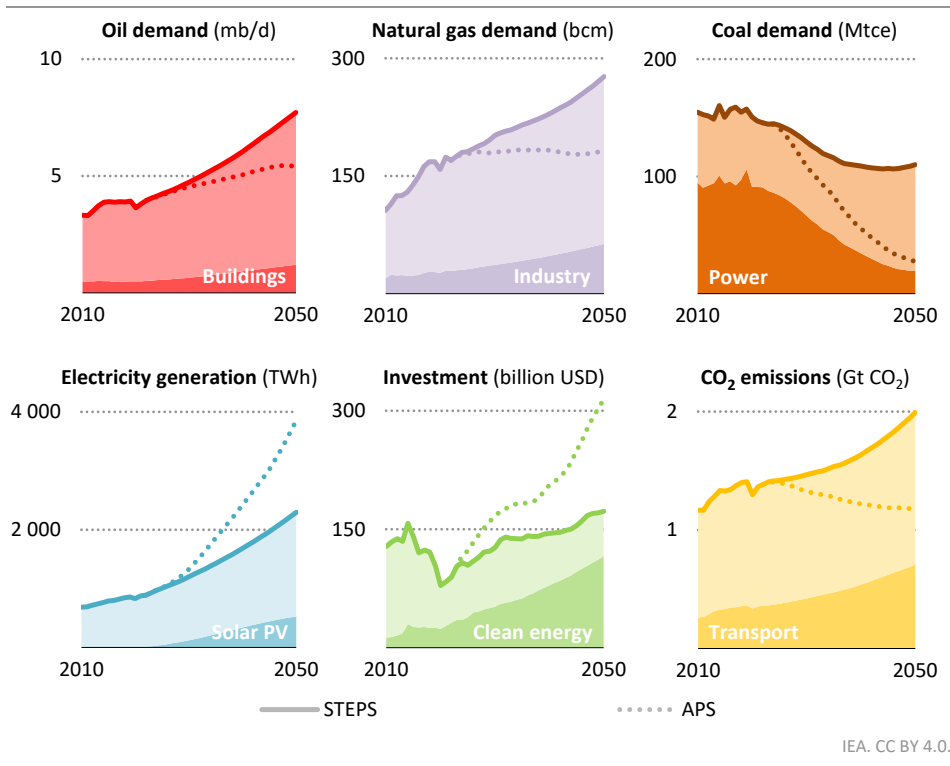 Oil demand (mb/d)
10
5
Buildings
2010 2050
Natural gas demand (bcm)
300
150
Industry
2010 2050
Coal demand (Mtce)
200
100
Power
2010 2050
Electricity generation (TWh)
4 000
2 000
Solar PV
2010 2050
Investment (billion USD)
300
150
Clean energy
2010 2050
CO₂ emissions (Gt CO₂)
2
1
Transport
2010 2050
STEPS APS
IEA. CC BY 4.0.